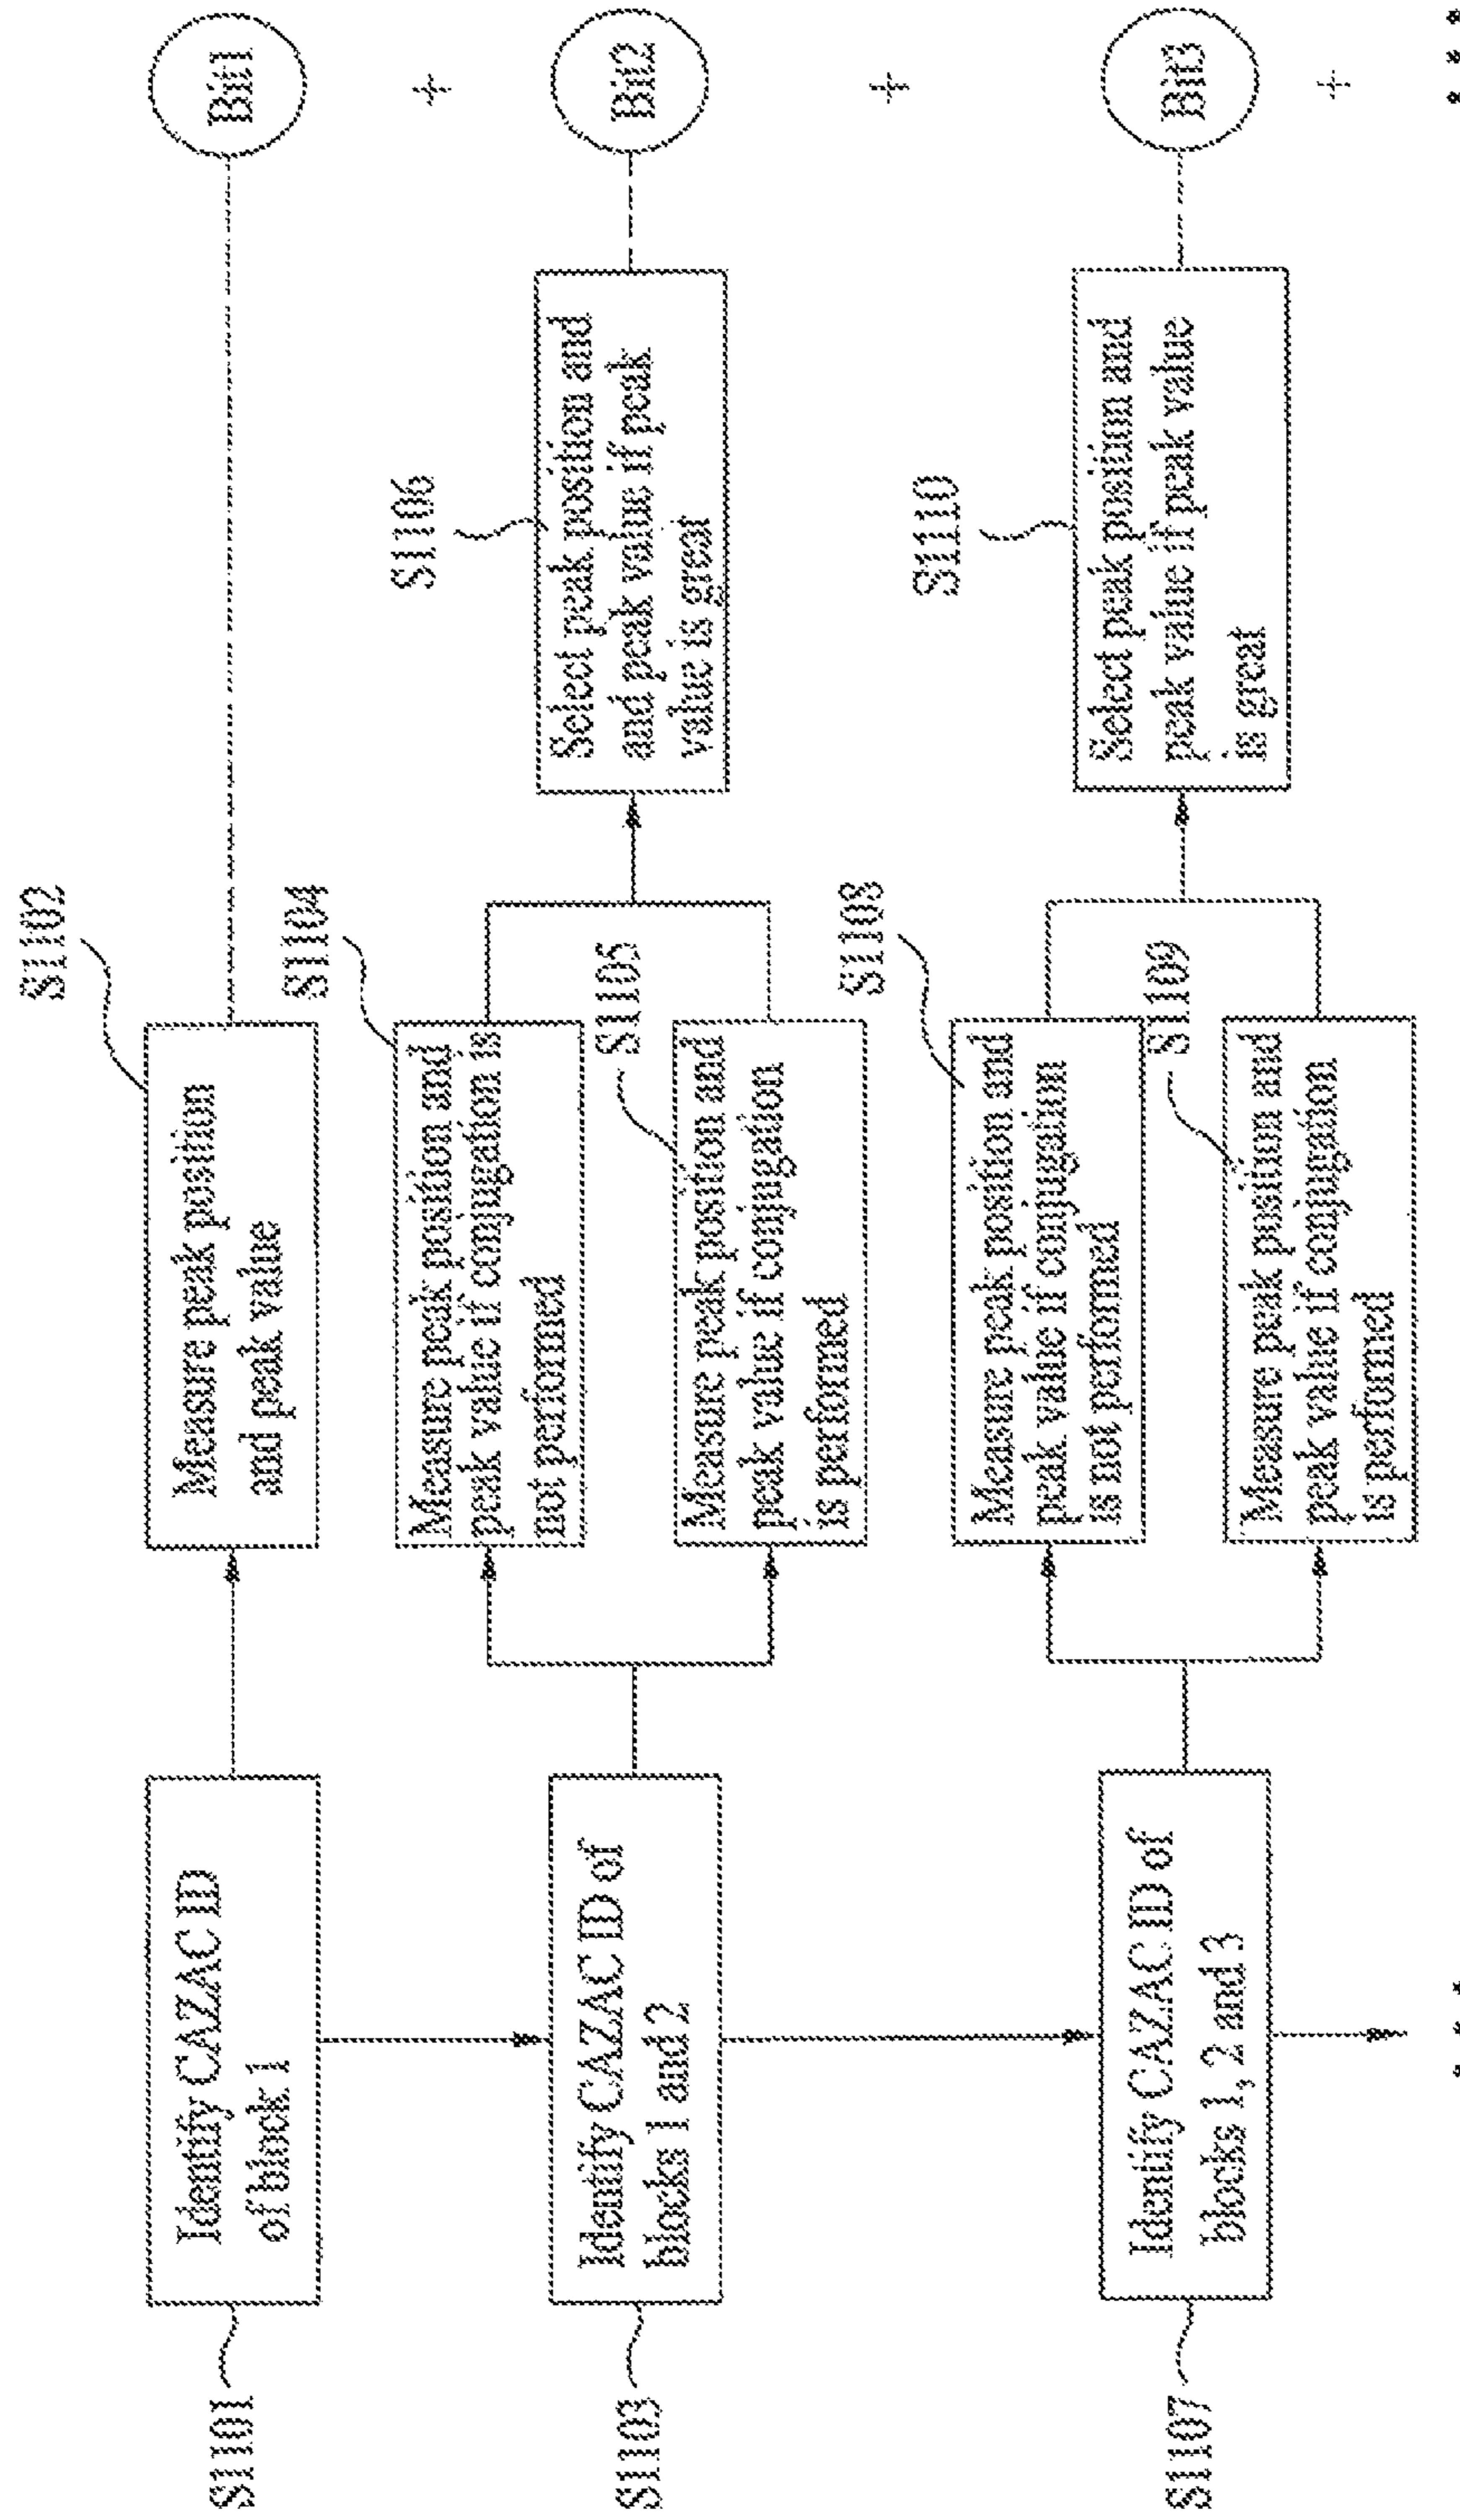 S1101
Identify CAZAC ID
of block 1
S1102
Measure peak position
and peak value
Bit1
+
S1103
Identify CAZAC ID of
blocks 1 and 2
S1104
Measure peak position and
peak value if conjugation is
not performed
S1105
Measure peak position and
peak value if conjugation
is performed
S1106
Select peak position and
and peak value if peak
value is great
Bit2
+
S1107
Identify CAZAC ID of
blocks 1, 2 and 3
S1108
Measure peak position and
peak value if conjugation
is not performed
S1109
Measure peak position and
peak value if conjugation
is performed
S1110
Select peak position and
peak value if peak value
is great
Bit3
+